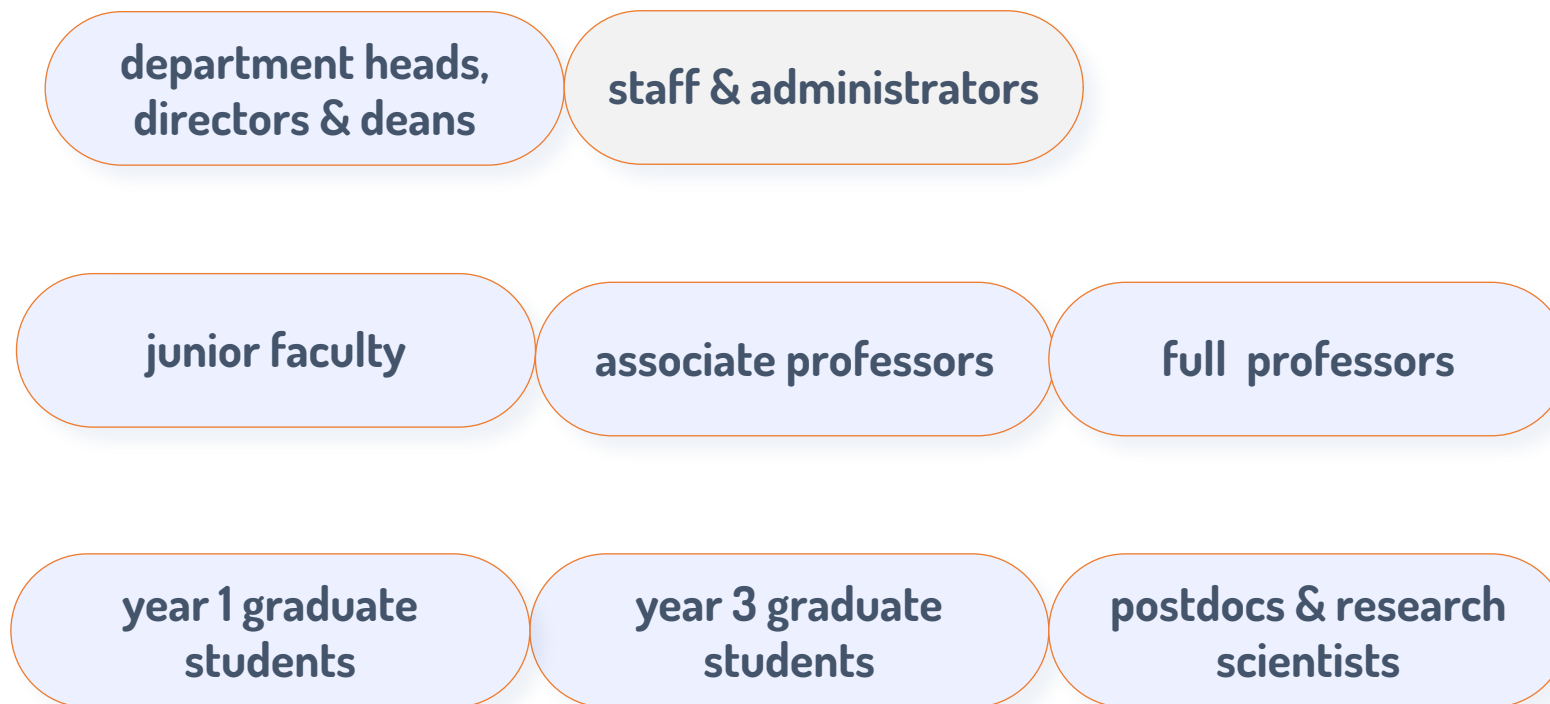 department heads,
directors & deans
staff & administrators
junior faculty
associate professors
full  professors
year 1 graduate
students
year 3 graduate
students
postdocs & research
scientists